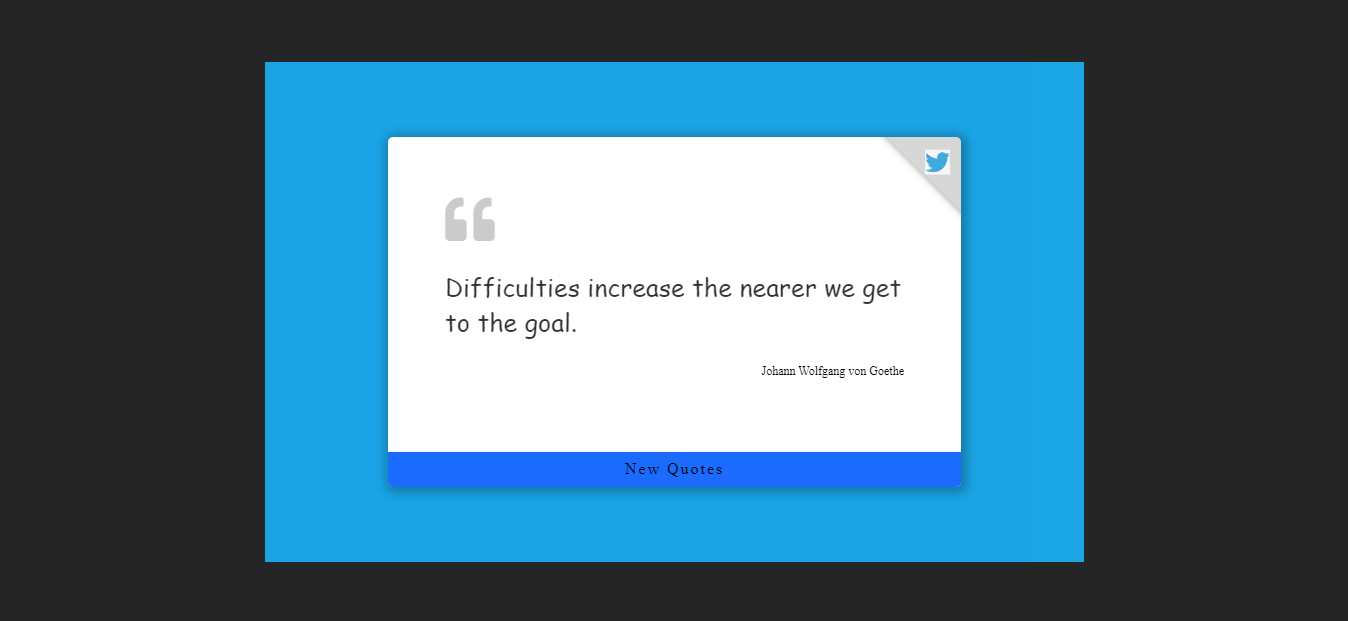 Difficulties increase the nearer we get
to the goal.
Johann Wolfgang von Goethe
New Quotes